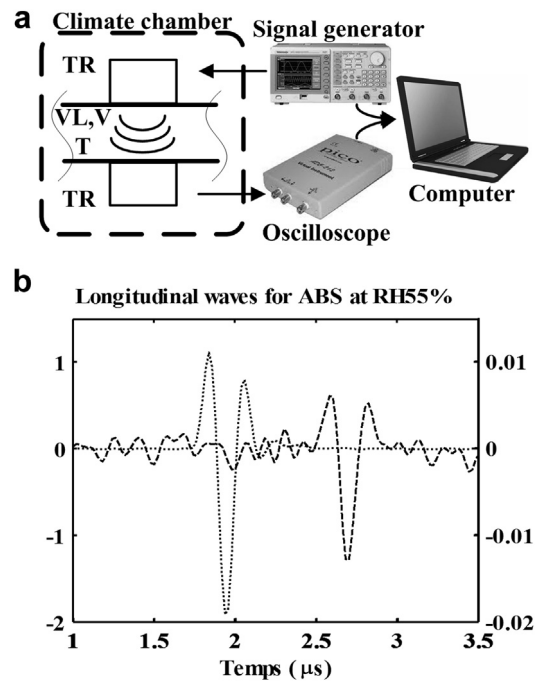 a
Climate chamber
Signal generator
TR
VL,V
T
TR
pico
Computer
Oscilloscope
b
Longitudinal waves for ABS at RH55%
1
0
-1
-2
0.01
0
-0.01
-0.02
1
1.5
2
2.5
3
3.5
Temps ( μs)